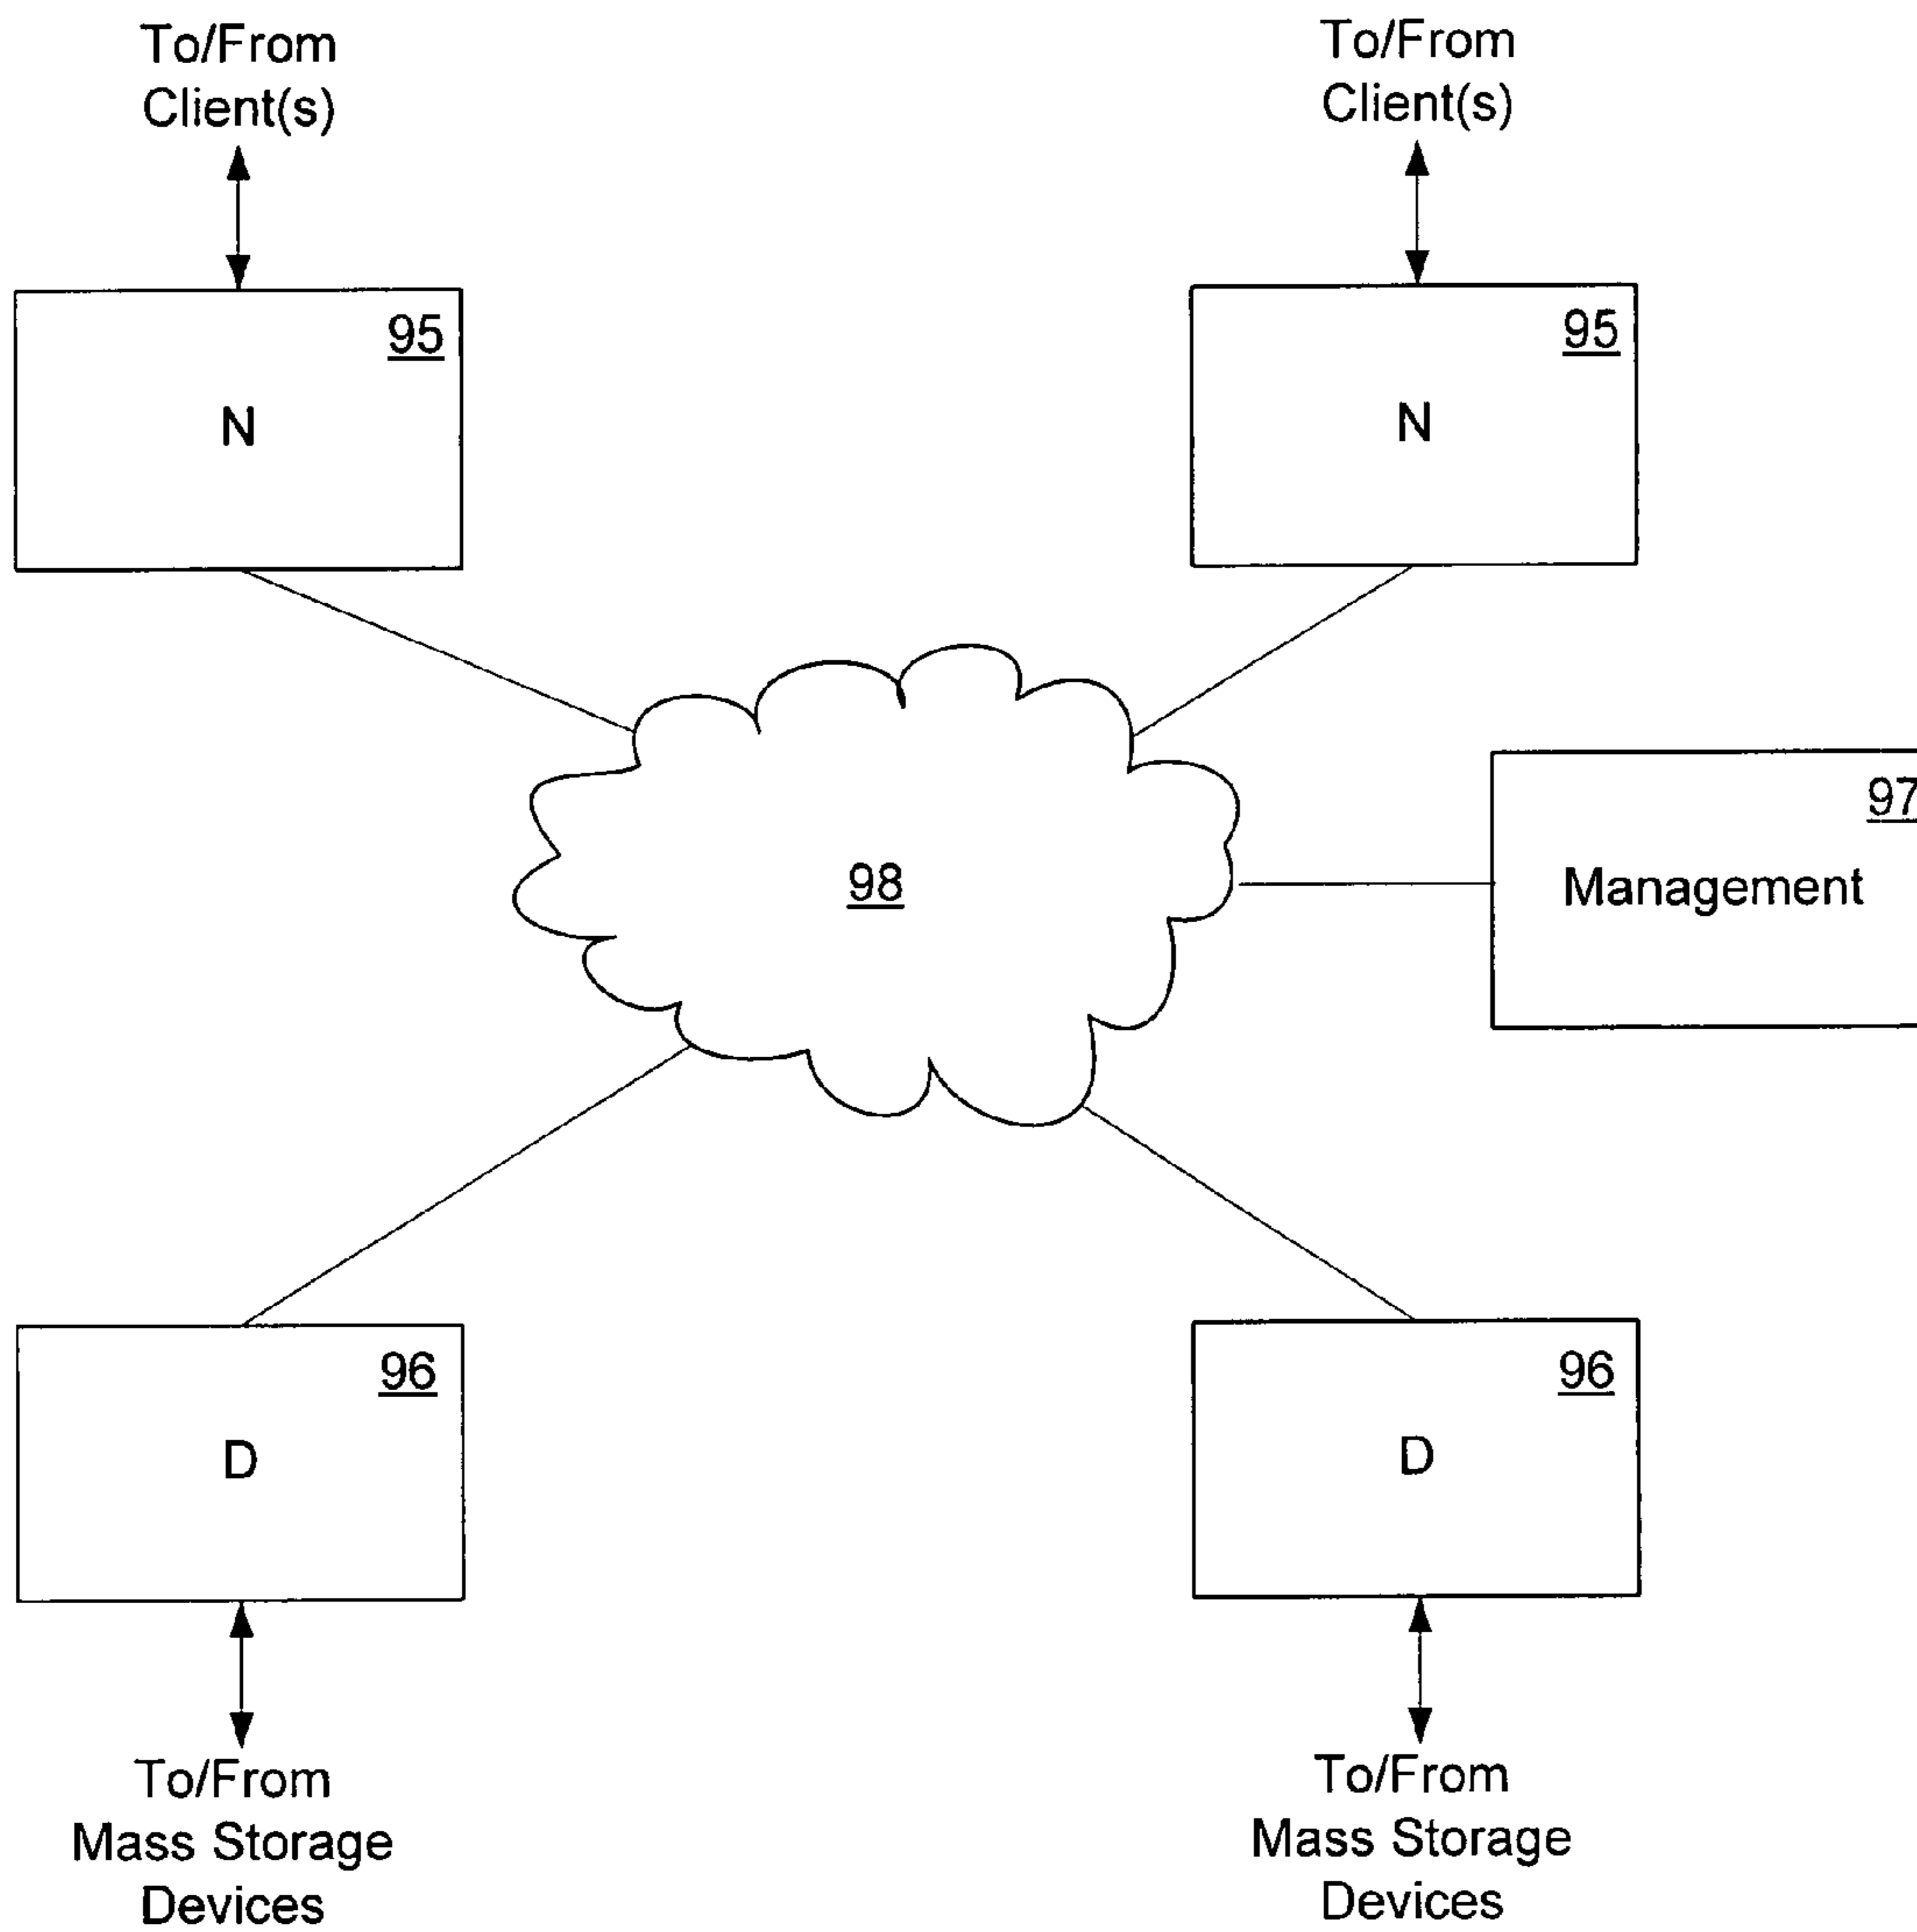 To/From
Client(s)
To/From
Client(s)
95
N
95
N
97
Management
98
96
D
96
D
To/From
Mass Storage
Devices
To/From
Mass Storage
Devices